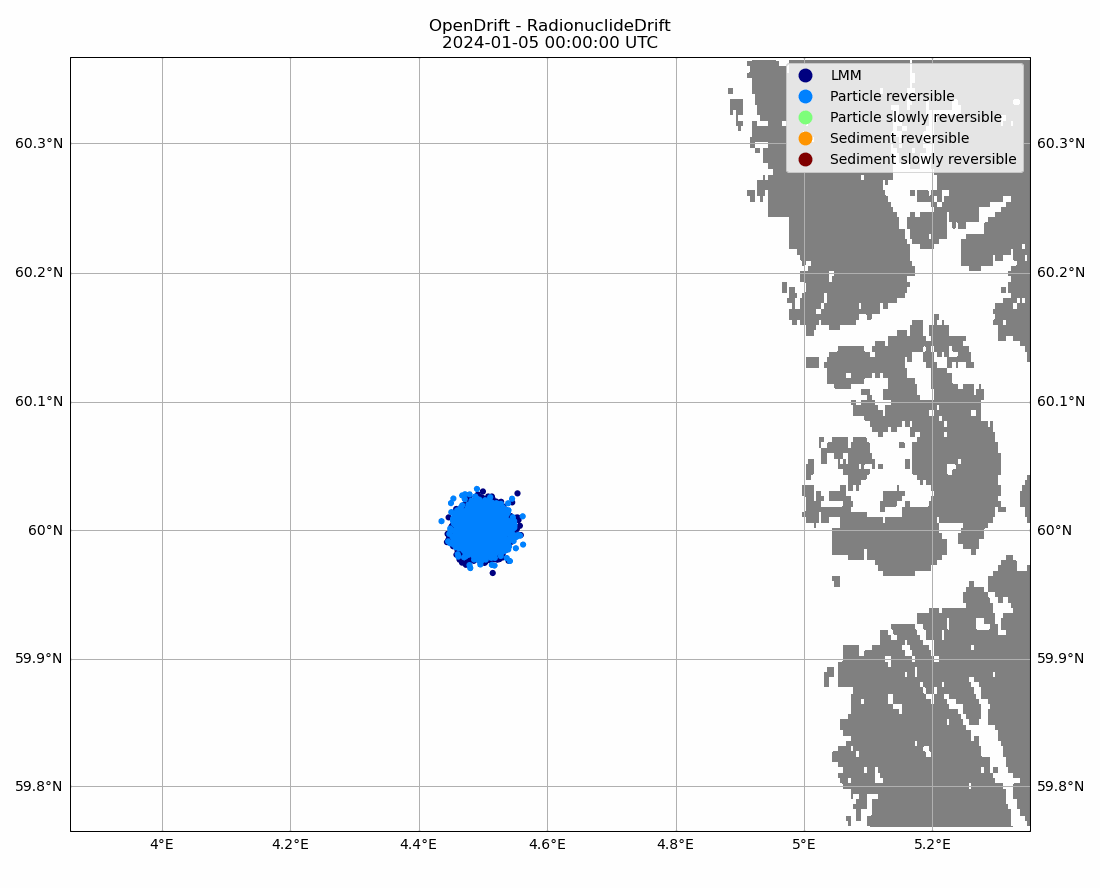 OpenDrift - RadionuclideDrift
2024-01-05 00:00:00 UTC
LMM
Particle reversible
Particle slowly reversible
Sediment reversible
Sediment slowly reversible
60.3°N 60.3°N
60.2°N 60.2°N
60.1°N 60.1°N
60°N 60°N
59.9°N 59.9°N
59.8°N 59.8°N
4°E 4.2°E 4.4°E 4.6°E 4.8°E 5°E 5.2°E